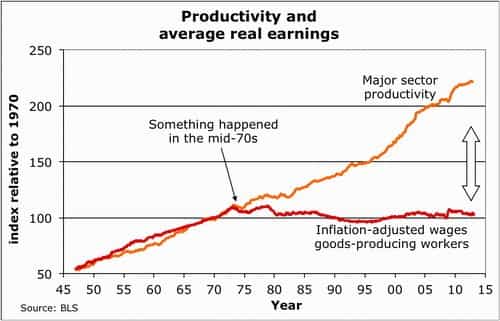 Productivity and
average real earnings
index relative to 1970
250
200
150
100
50
Major sector
productivity
Something happened
in the mid-70s
Inflation-adjusted wages
goods-producing workers
45 50 55 60 65 70 75 80 85 90 95 00 05 10 15
Source: BLS
Year